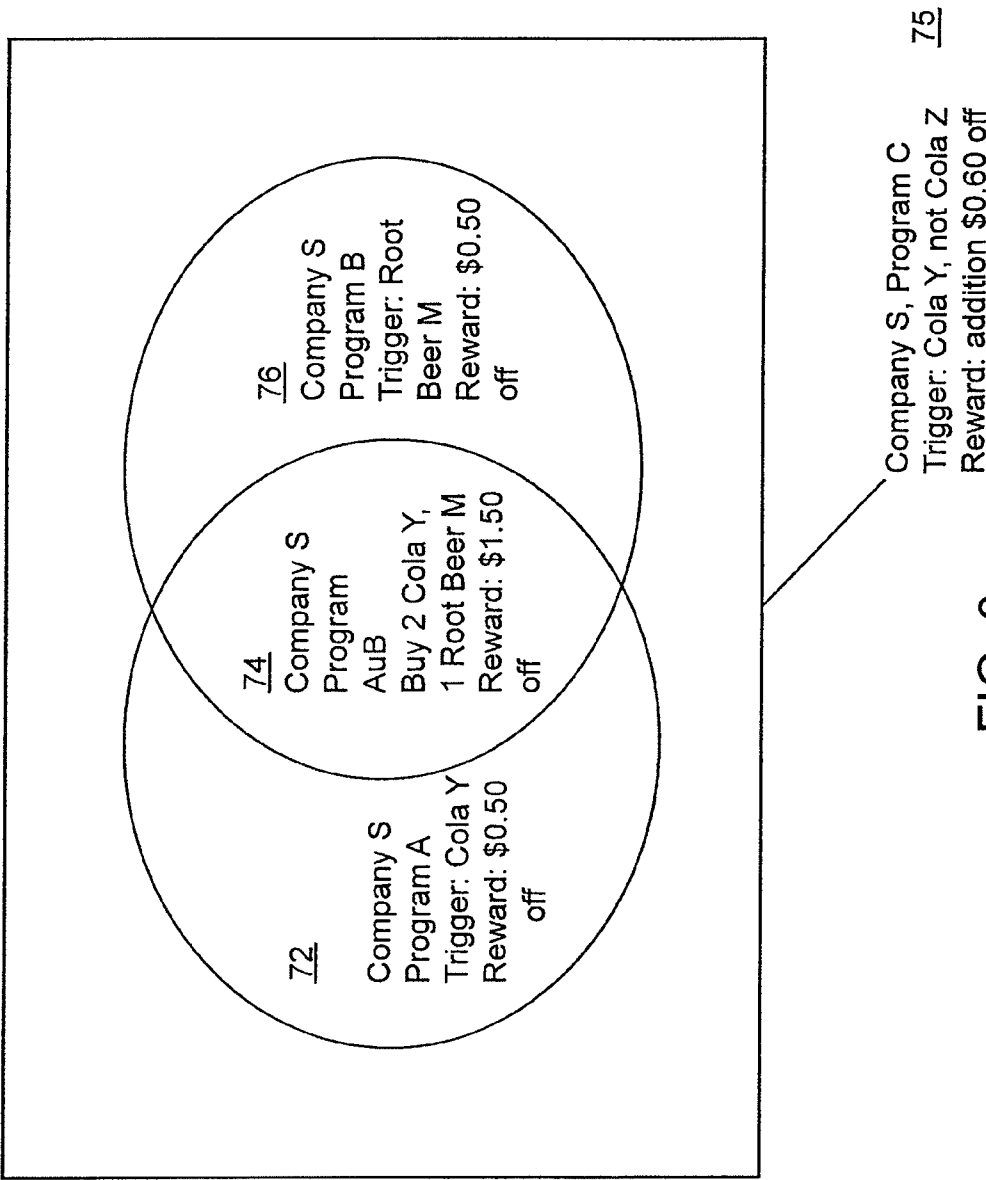 72
Company S
Program A
Trigger: Cola Y
Reward: $0.50
off
74
Company S
Program
AuB
Buy 2 Cola Y,
1 Root Beer M
Reward: $1.50
off
76
Company S
Program B
Trigger: Root
Beer M
Reward: $0.50
off
75
Company S, Program C
Trigger: Cola Y, not Cola Z
Reward: addition $0.60 off
FIG.